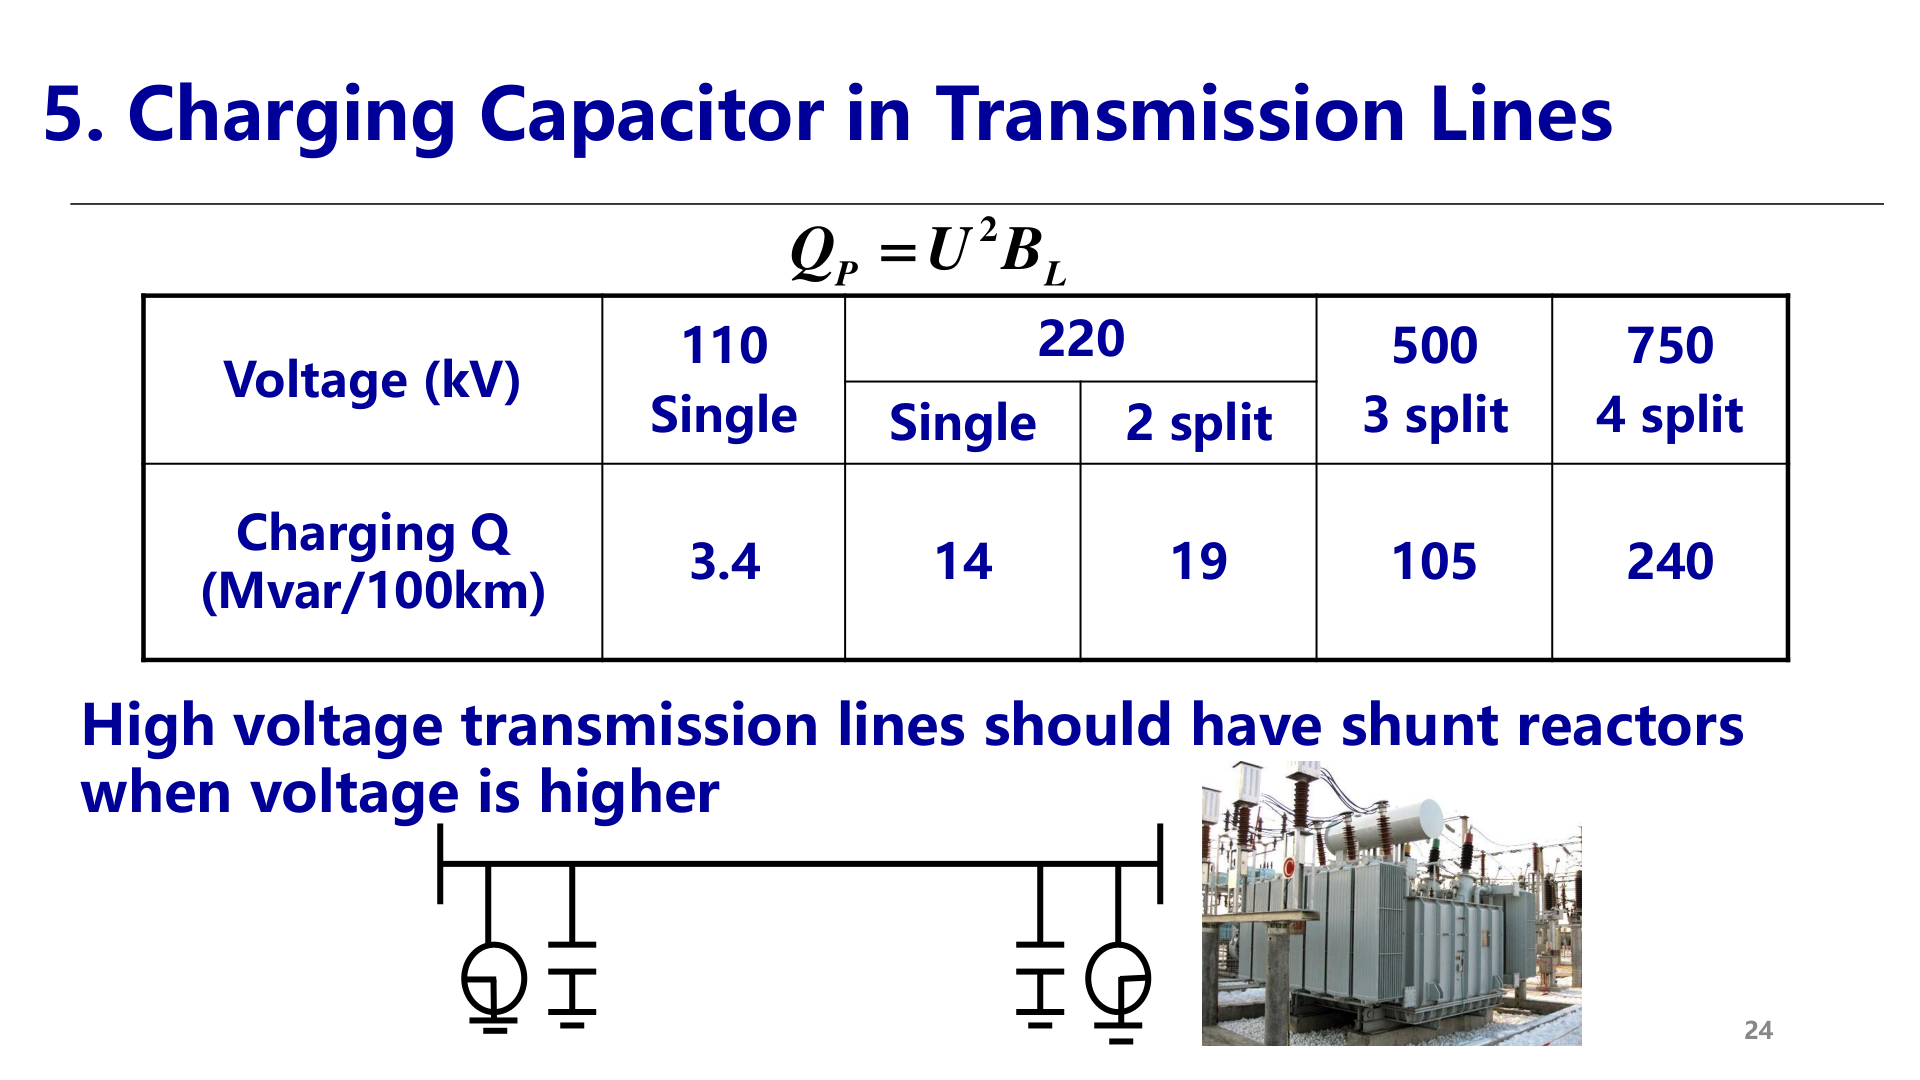 5. Charging Capacitor in Transmission Lines
Q_P = U^2 B_L
Voltage (kV)
110
Single
220
Single
2 split
500
3 split
750
4 split
Charging Q
(Mvar/100km)
3.4
14
19
105
240
High voltage transmission lines should have shunt reactors
when voltage is higher
C
24